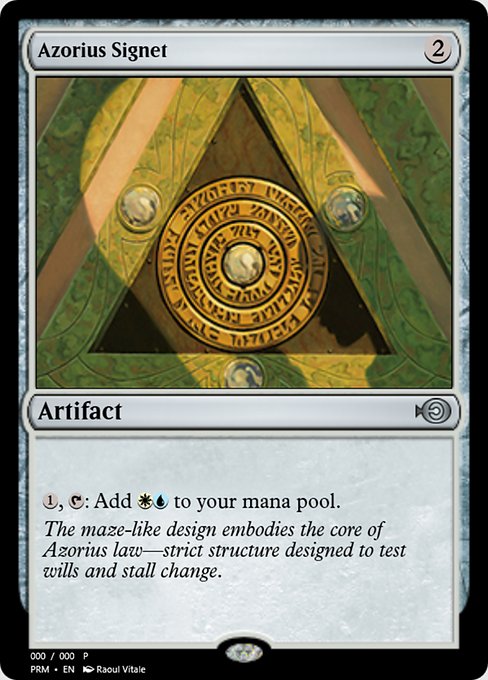 Azorius Signet 2
Artifact
1, T: Add to your mana pool.
The maze-like design embodies the core of
Azorius law—strict structure designed to test
wills and stall change.
000 / 000 P
PRM • EN Raoul Vitale